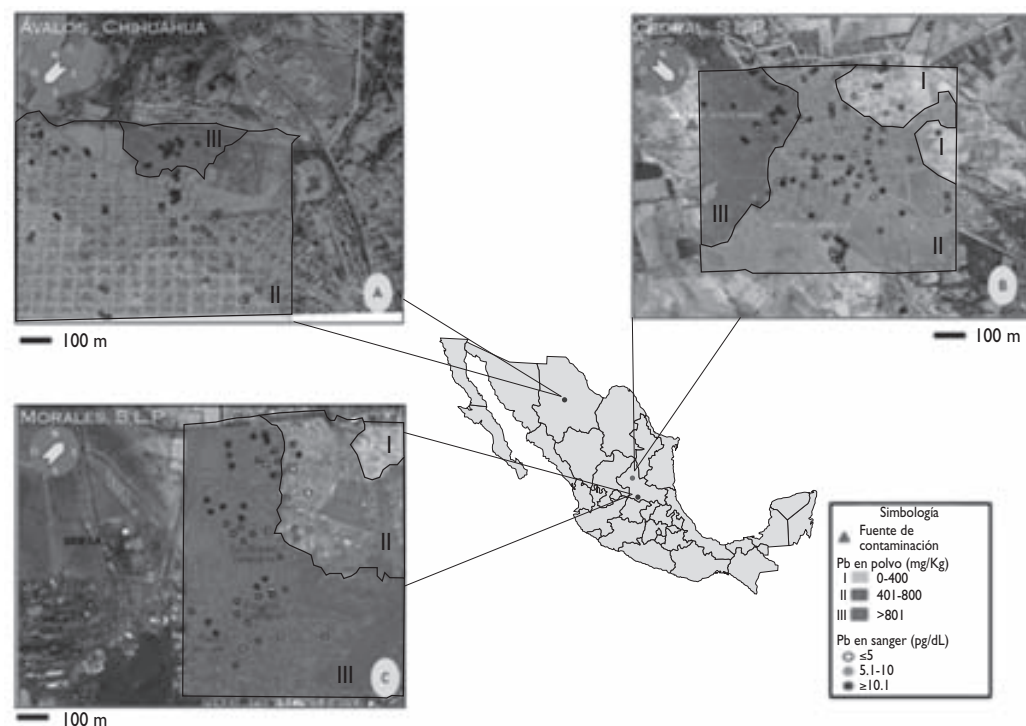 ÁVALOS, CHIHUAHUA
III
II
A
100 m
CEDRAL S.L.P.
I
I
III
II
B
100 m
MORALES S.L.P.
I
II
III
C
100 m
Simbología
Fuente de
contaminación
Pb en polvo (mg/Kg)
I 0-400
II 401-800
III >801
Pb en sanger (pg/dL)
≤5
5.1-10
≥10.1